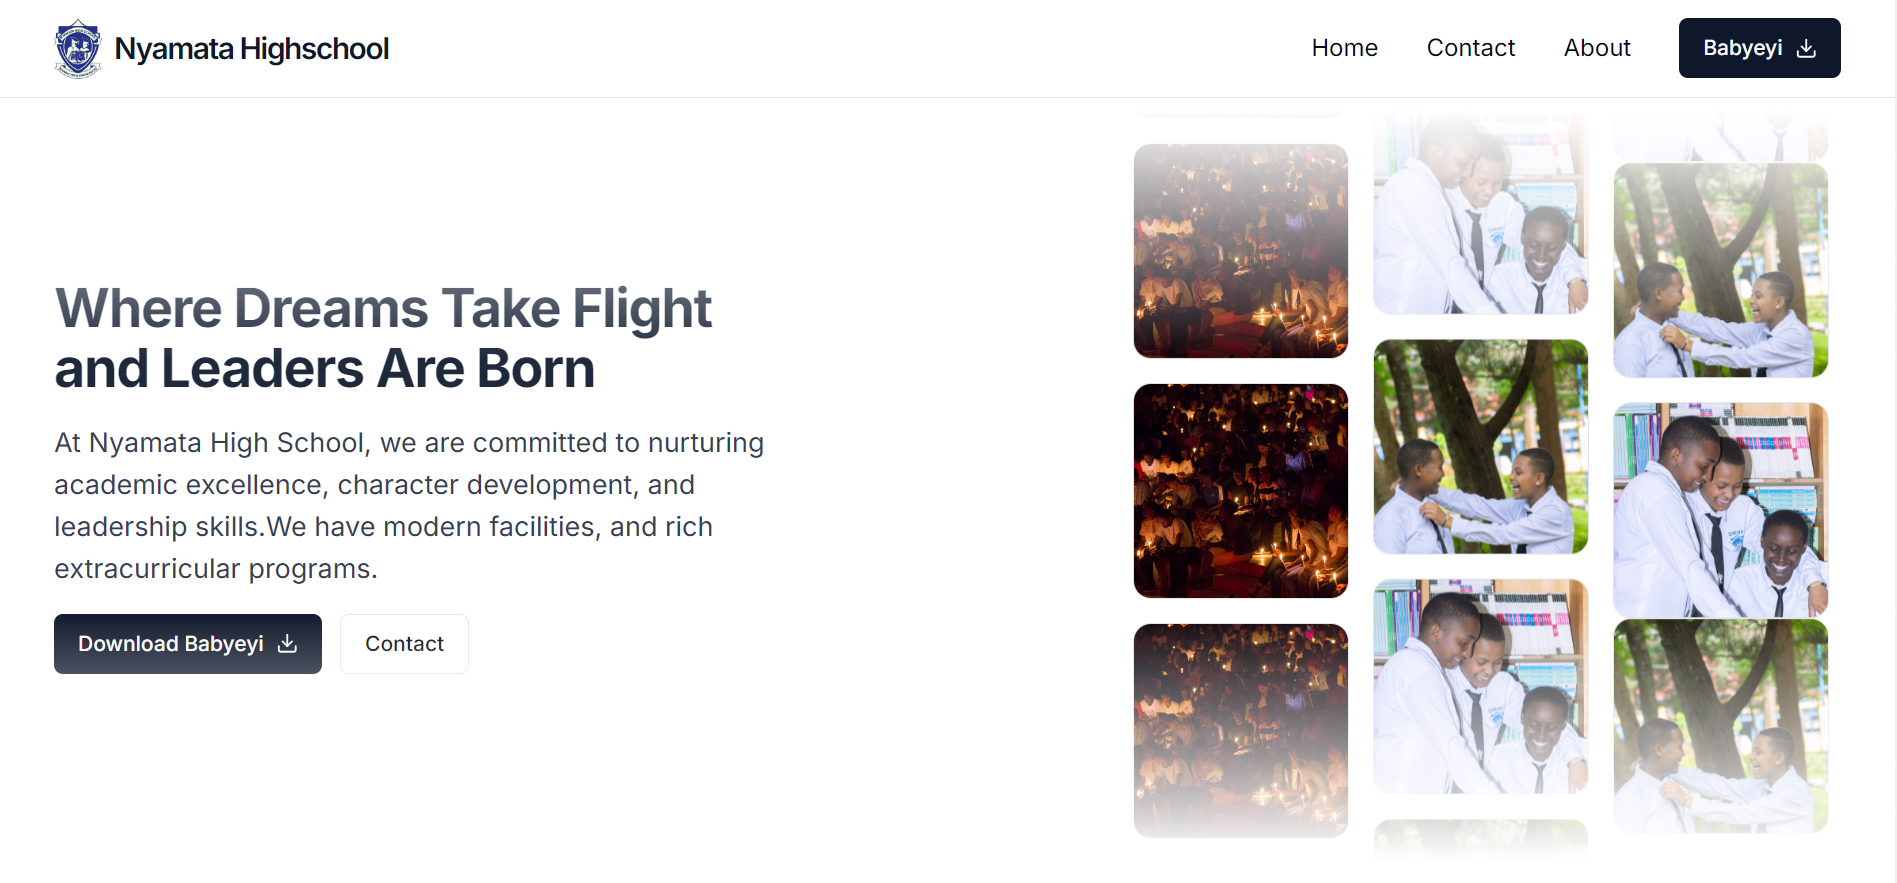 Nyamata Highschool
Home
Contact
About
Babyeyi
Where Dreams Take Flight
and Leaders Are Born
At Nyamata High School, we are committed to nurturing
academic excellence, character development, and
leadership skills.We have modern facilities, and rich
extracurricular programs.
Download Babyeyi
Contact